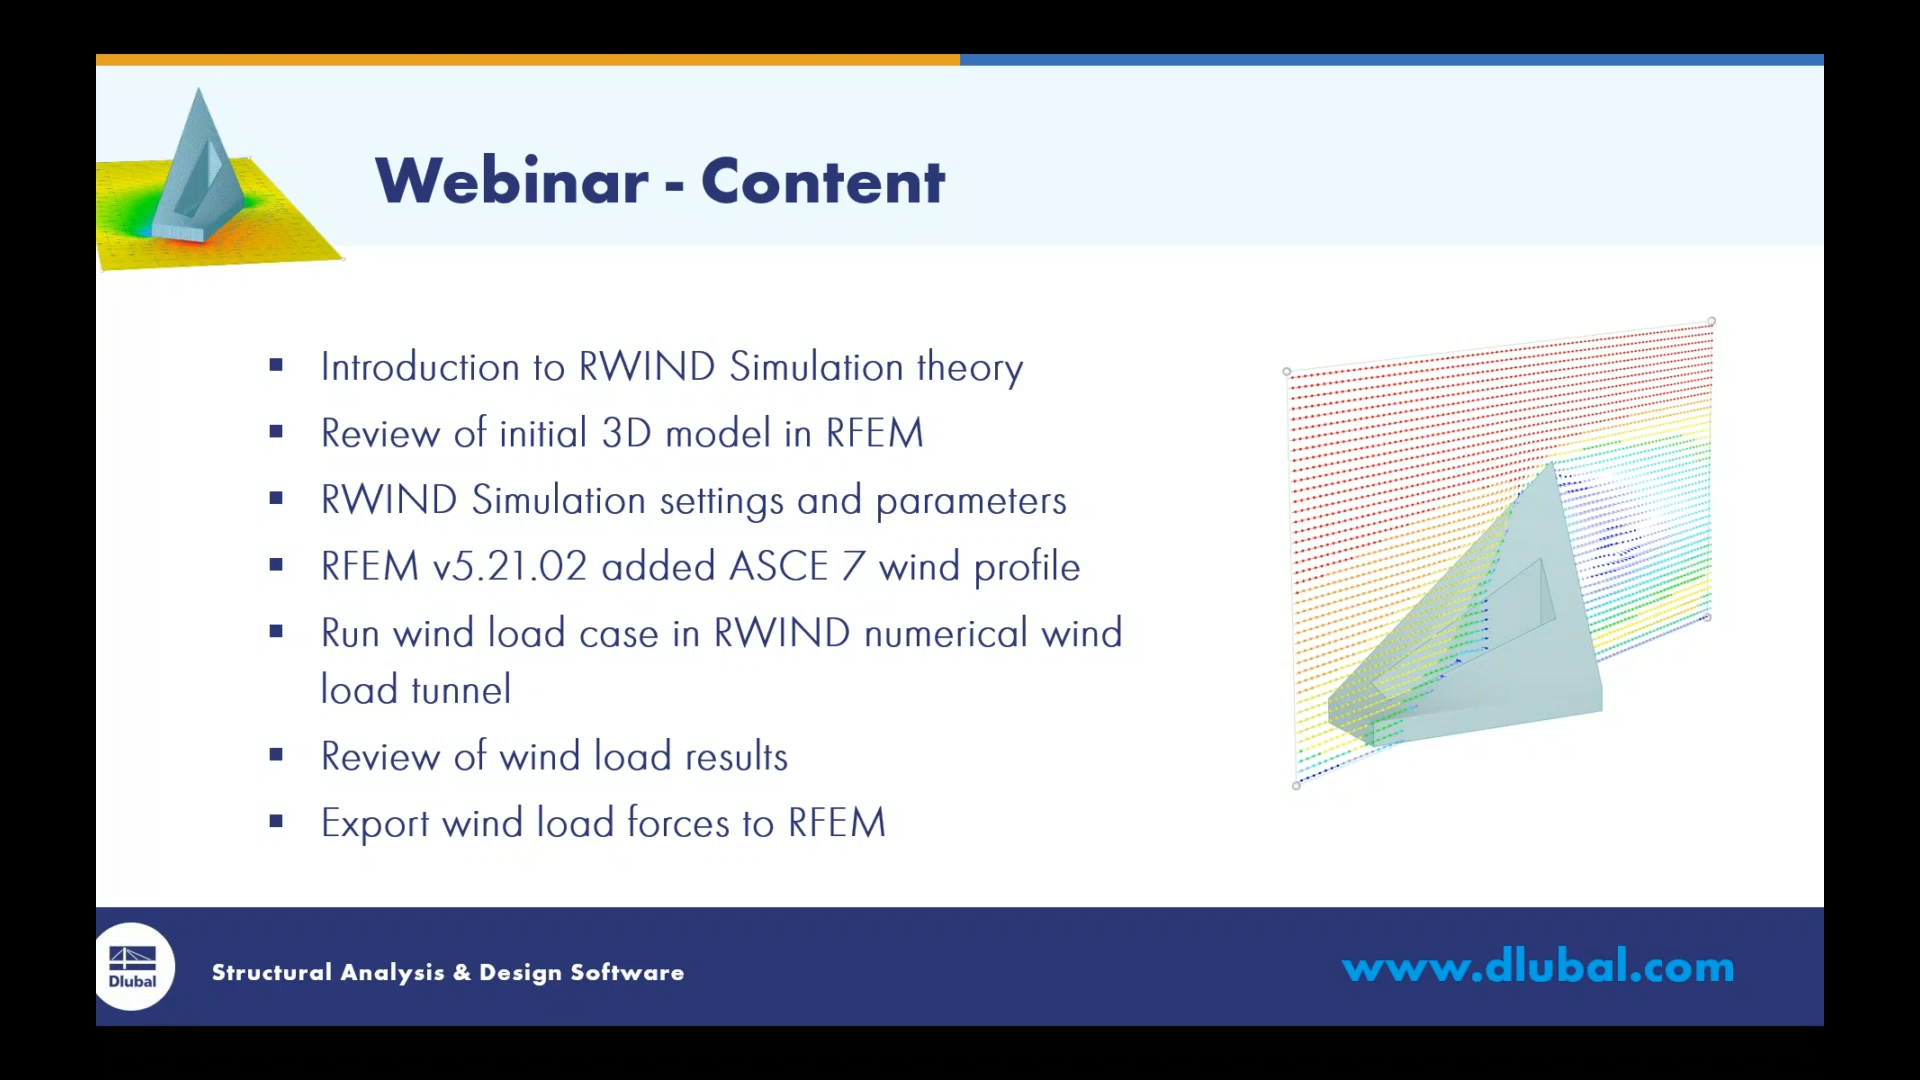 Webinar - Content
▪ Introduction to RWIND Simulation theory
▪ Review of initial 3D model in RFEM
▪ RWIND Simulation settings and parameters
▪ RFEM v5.21.02 added ASCE 7 wind profile
▪ Run wind load case in RWIND numerical wind
load tunnel
▪ Review of wind load results
▪ Export wind load forces to RFEM
Dlubal
Structural Analysis & Design Software
www.dlubal.com